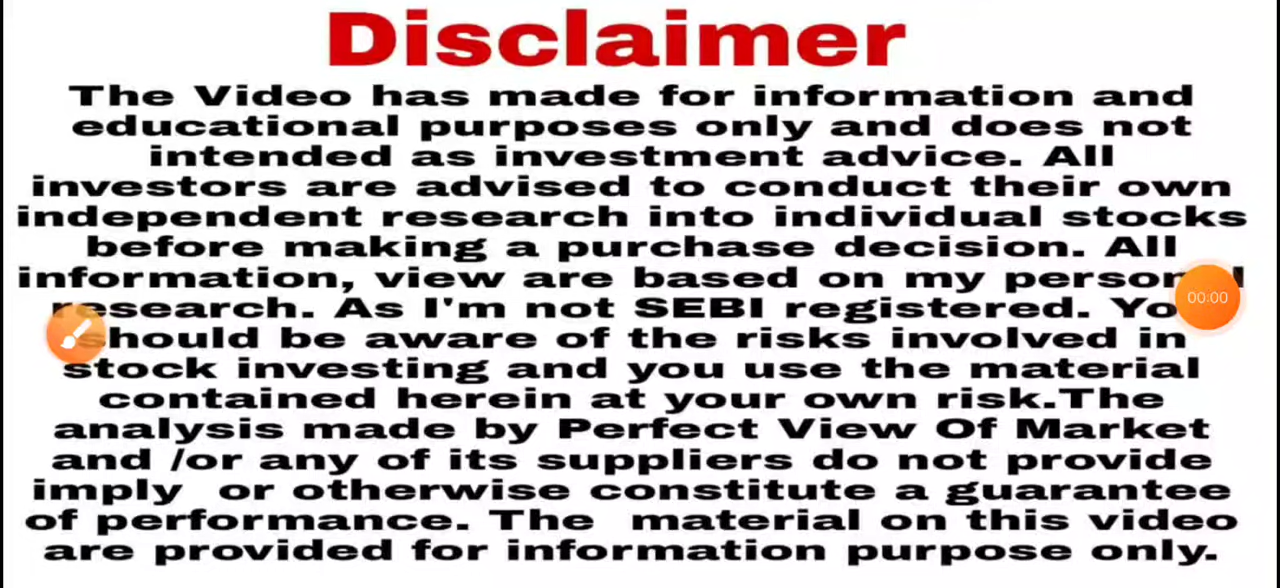 Disclaimer
The Video has made for information and
educational purposes only and does not
intended as investment advice. All
investors are advised to conduct their own
independent research into individual stocks
before making a purchase decision. All
information, view are based on my personal
research. As I'm not SEBI registered. You
should be aware of the risks involved in
stock investing and you use the material
contained herein at your own risk.The
analysis made by Perfect View Of Market
and /or any of its suppliers do not provide
imply or otherwise constitute a guarantee
of performance. The material on this video
are provided for information purpose only.
00:00